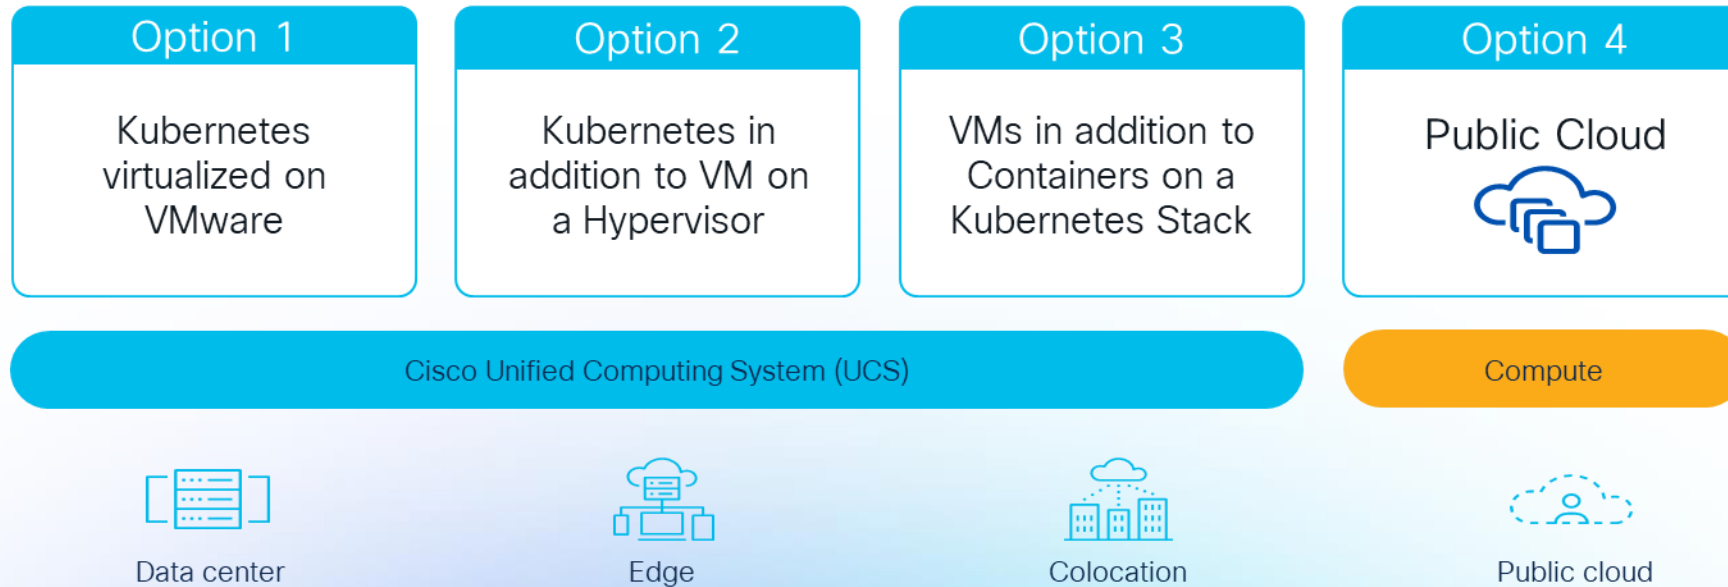 Option 1
Kubernetes
virtualized on
VMware
Option 2
Kubernetes in
addition to VM on
a Hypervisor
Option 3
VMs in addition to
Containers on a
Kubernetes Stack
Option 4
Public Cloud
Cisco Unified Computing System (UCS)
Compute
Data center
Edge
Colocation
Public cloud